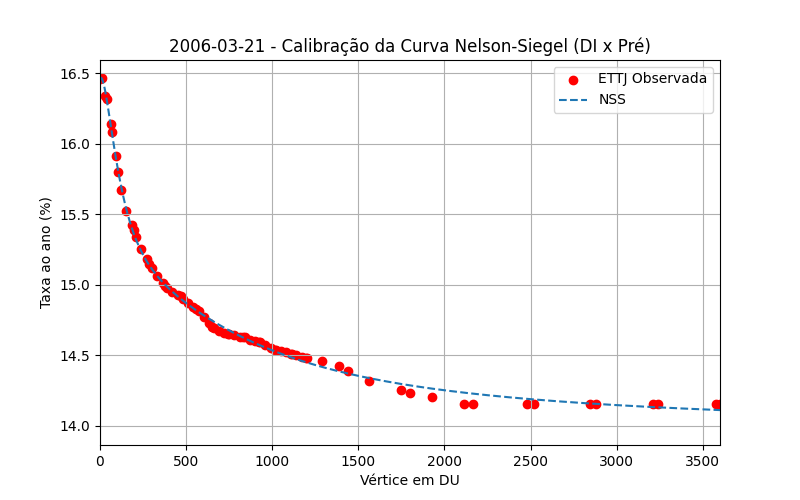 2006-03-21 - Calibração da Curva Nelson-Siegel (DI x Pré)
ETTJ Observada
NSS
Taxa ao ano (%)
16.5
16.0
15.5
15.0
14.5
14.0
0 500 1000 1500 2000 2500 3000 3500
Vértice em DU